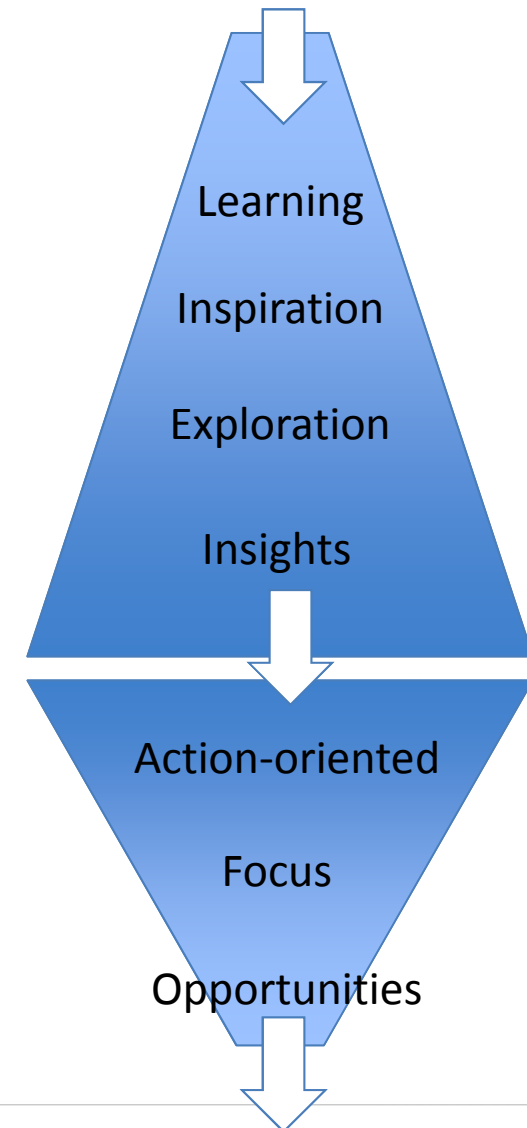 Learning
Inspiration
Exploration
Insights
Action-oriented
Focus
Opportunities